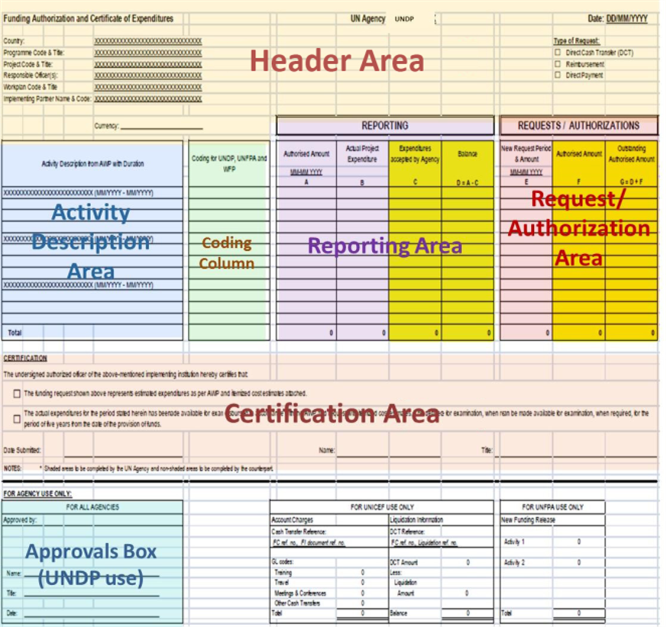 Funding Authorization and Certificate of Expenditures UN Agency UNDP Date: DD/MM/YYYY
Country: XXXXXXXXXXXXXXXXXXXXXXXXXXXXXX Type of Request:
Programme Code & Title: XXXXXXXXXXXXXXXXXXXXXXXXXXXXXX ☐ Direct Cash Transfer (DCT)
Project Code & Title: XXXXXXXXXXXXXXXXXXXXXXXXXXXXXX ☐ Reimbursement
Responsible Officer(s): XXXXXXXXXXXXXXXXXXXXXXXXXXXXXX ☐ Direct Payment
Workplan Code & Title XXXXXXXXXXXXXXXXXXXXXXXXXXXXXX
Implementing Partner Name & Code: XXXXXXXXXXXXXXXXXXXXXXXXXXXXXX
Header Area
Currency:
REPORTING REQUESTS / AUTHORIZATIONS
Activity Description from AWP with Duration
Coding for UNDP, UNFPA and
WFP
Authorised Amount
MM-MM YYYY
A
Actual Project
Expenditure
B
Expenditures
accepted by Agency
C
Balance
D = A - C
New Request Period
& Amount
MM-MM YYYY
E
Authorised Amount
F
Outstanding
Authorised Amount
G = D + F
XXXXXXXXXXXXXXXXXXXXXXXX (MM/YYYY - MM/YYYY)
XXXXXXXXXXXXXXXXXXXXXXXX (MM/YYYY - MM/YYYY)
XXXXXXXXXXXXXXXXXXXXXXXX (MM/YYYY - MM/YYYY)
Activity
Description
Area
Coding
Column
Reporting Area
Request/
Authorization
Area
Total 0 0 0 0 0 0 0
CERTIFICATION
The undersigned authorized officer of the above-mentioned implementing institution hereby certifies that:
☐ The funding request shown above represents estimated expenditures as per AWP and itemized cost estimates attached.
☐ The actual expenditures for the period stated herein has been made available for examination, when required, for the
period of five years from the date of the provision of funds.
Certification Area
Date Submitted: Name: Title:
NOTES: * Shaded areas to be completed by the UN Agency and non-shaded areas to be completed by the counterpart.
FOR AGENCY USE ONLY:
FOR ALL AGENCIES
Approved by:
Name:
Title:
Date:
Approvals Box
(UNDP use)
FOR UNICEF USE ONLY
Account Charges Liquidation Information
Cash Transfer Reference: DCT Reference:
FC ref. no., FI document ref. no. FC ref. no., Liquidation ref. no.
GL codes: DCT Amount 0
Training 0 Less:
Travel 0 Liquidation
Meetings & Conferences 0 Amount 0
Other Cash Transfers 0
Total 0 Balance 0
FOR UNFPA USE ONLY
New Funding Release
Activity 1 0
Activity 2 0
Total 0